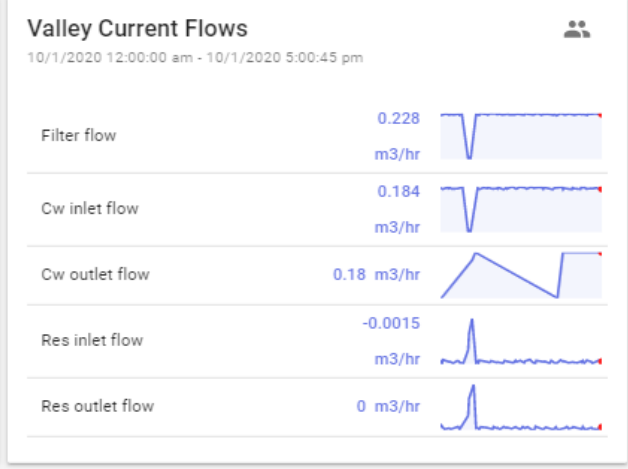 Valley Current Flows
10/1/2020 12:00:00 am - 10/1/2020 5:00:45 pm
Filter flow 0.228 m3/hr
Cw inlet flow 0.184 m3/hr
Cw outlet flow 0.18 m3/hr
Res inlet flow -0.0015 m3/hr
Res outlet flow 0 m3/hr